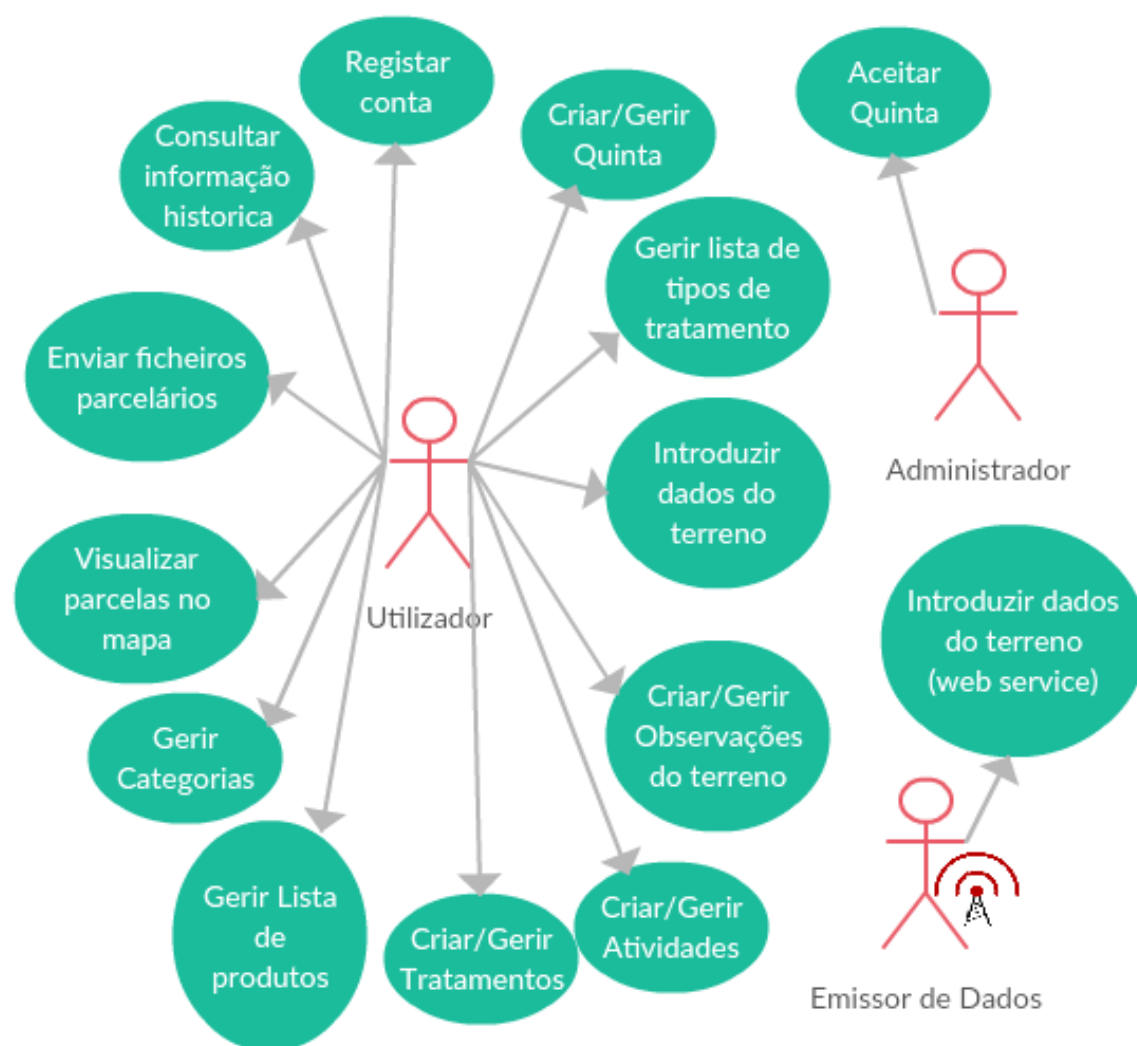 Registar
conta
Consultar
informação
historica
Criar/Gerir
Quinta
Aceitar
Quinta
Gerir lista de
tipos de
tratamento
Enviar ficheiros
parcelários
Introduzir
dados do
terreno
Administrador
Visualizar
parcelas no
mapa
Utilizador
Introduzir dados
do terreno
(web service)
Criar/Gerir
Observações
do terreno
Gerir
Categorias
Gerir Lista
de
produtos
Criar/Gerir
Tratamentos
Criar/Gerir
Atividades
Emissor de Dados